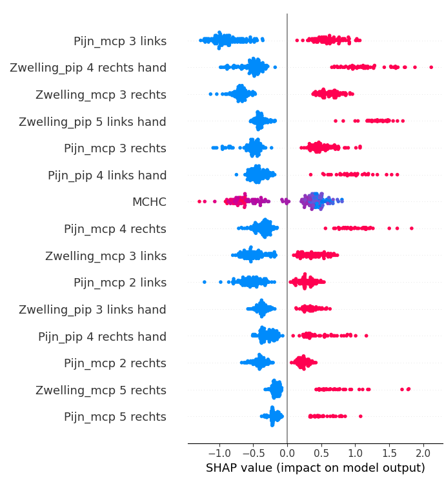 Pijn_mcp 3 links
Zwelling_pip 4 rechts hand
Zwelling_mcp 3 rechts
Zwelling_pip 5 links hand
Pijn_mcp 3 rechts
Pijn_pip 4 links hand
MCHC
Pijn_mcp 4 rechts
Zwelling_mcp 3 links
Pijn_mcp 2 links
Zwelling_pip 3 links hand
Pijn_pip 4 rechts hand
Pijn_mcp 2 rechts
Zwelling_mcp 5 rechts
Pijn_mcp 5 rechts
−1.0 −0.5 0.0 0.5 1.0 1.5 2.0
SHAP value (impact on model output)